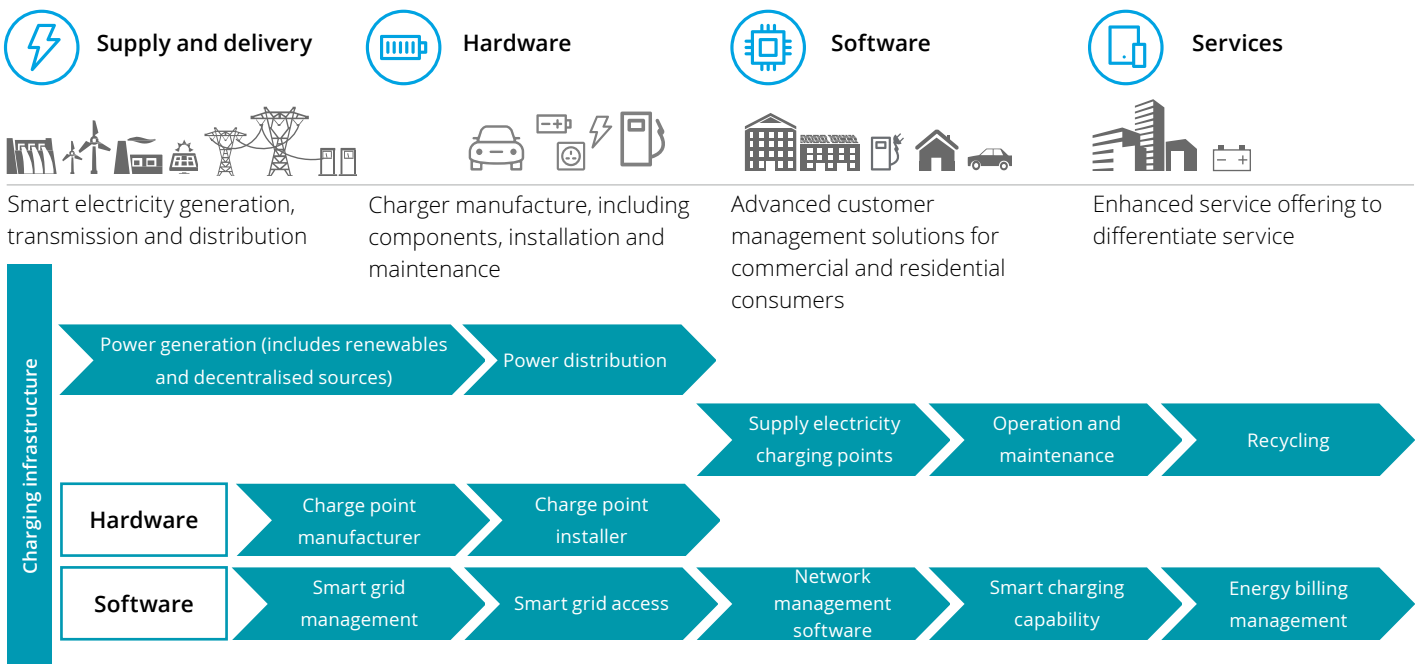 Supply and delivery
Hardware
Software
Services
Smart electricity generation,
transmission and distribution
Charger manufacture, including
components, installation and
maintenance
Advanced customer
management solutions for
commercial and residential
consumers
Enhanced service offering to
differentiate service
Charging infrastructure
Power generation (includes renewables
and decentralised sources)
Power distribution
Supply electricity
charging points
Operation and
maintenance
Recycling
Hardware
Charge point
manufacturer
Charge point
installer
Software
Smart grid
management
Smart grid access
Network
management
software
Smart charging
capability
Energy billing
management